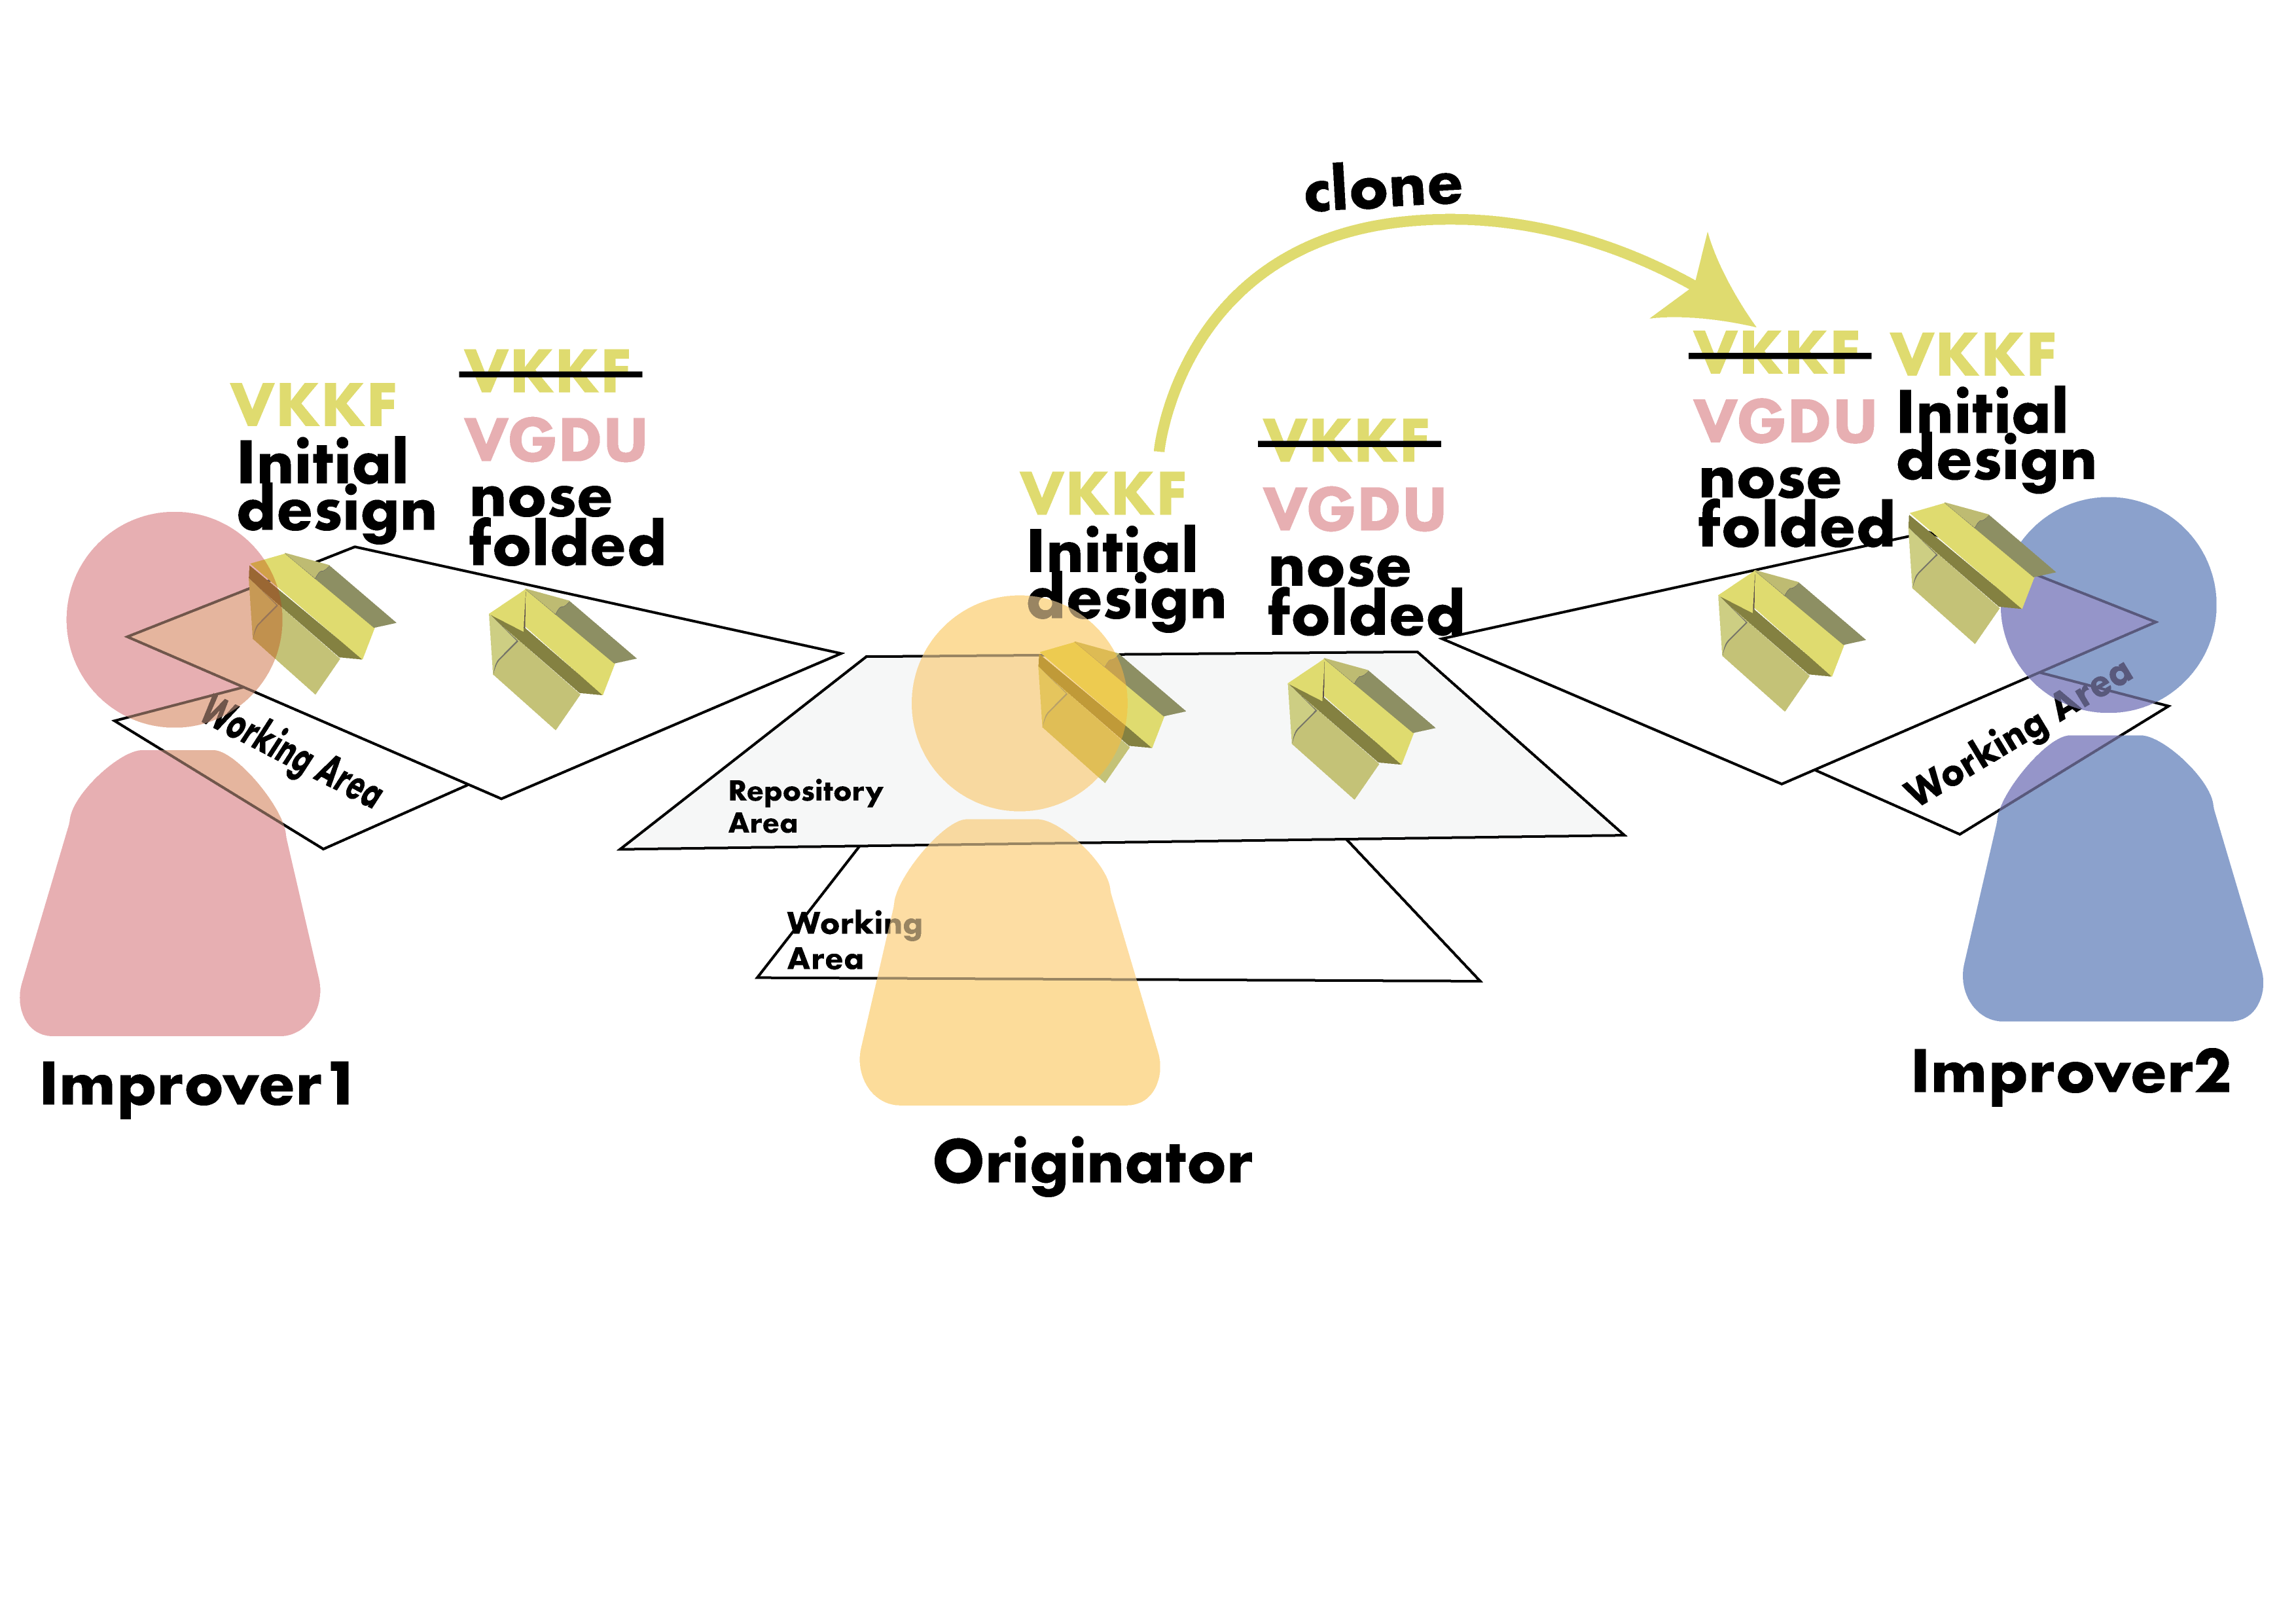 clone
VKKF
Initial
design
VKKF
VGDU
nose
folded
Working Area
Improver1
VKKF
Initial
design
VKKF
VGDU
nose
folded
Repository
Area
Working
Area
Originator
VKKF
VGDU
nose
folded
VKKF
Initial
design
Working Area
Improver2